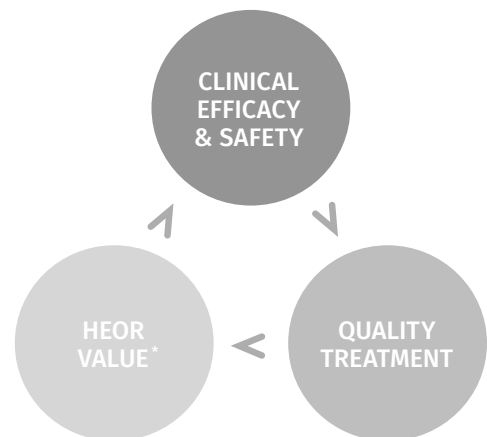 CLINICAL
EFFICACY
& SAFETY
HEOR
VALUE*
QUALITY
TREATMENT